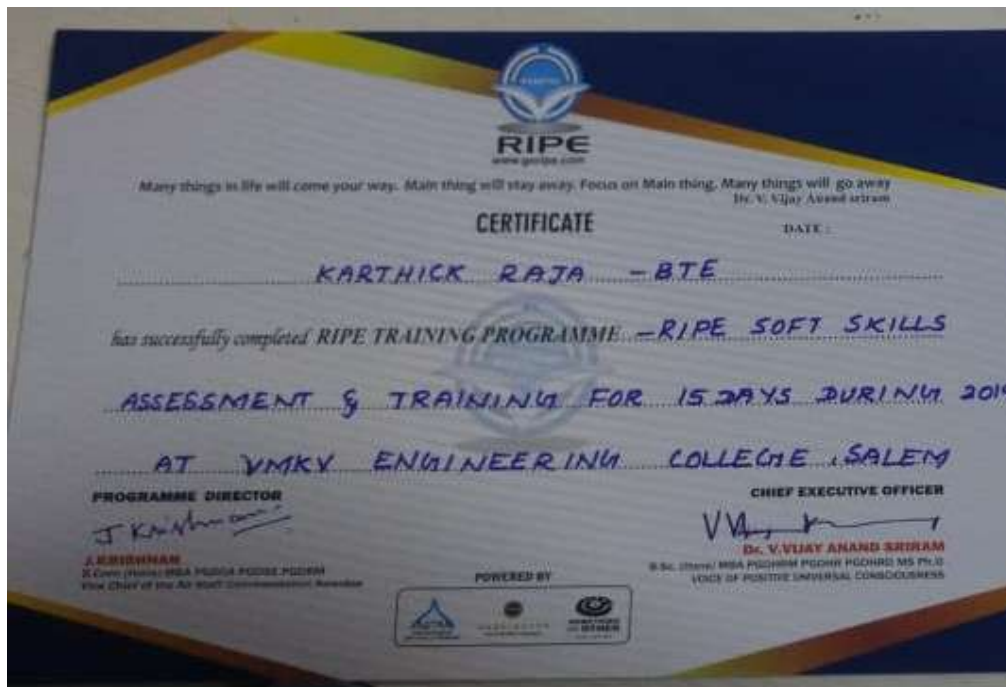 RIPE
Many things in life will come your way. Main thing will stay away. Focus on Main thing. Many things will go away
Dr. V. Vijay Anand sriram
CERTIFICATE
DATE :
KARTHICK RAJA - BTE
has successfully completed RIPE TRAINING PROGRAMME - RIPE SOFT SKILLS
ASSESSMENT & TRAINING FOR 15 DAYS DURING 2019
AT VMKV ENGINEERING COLLEGE, SALEM
PROGRAMME DIRECTOR
CHIEF EXECUTIVE OFFICER
J Krishnan
J.KRISHNAN
Dr. V.VIJAY ANAND SRIRAM
VOICE OF POSITIVE UNIVERSAL CONSCIOUSNESS
POWERED BY